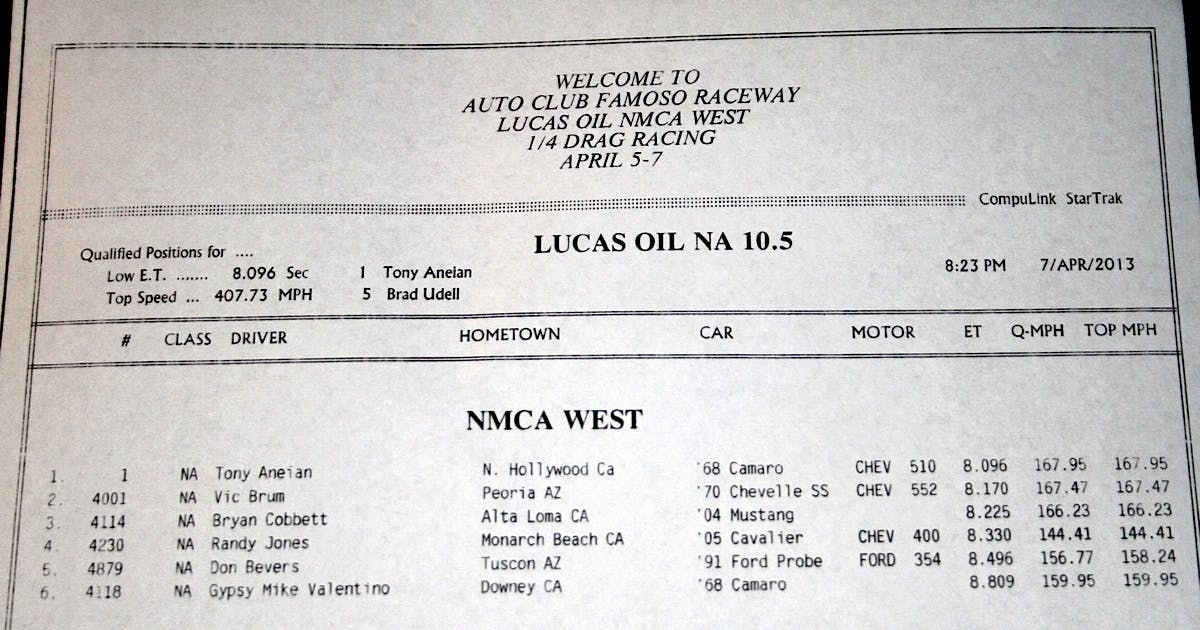 WELCOME TO
AUTO CLUB FAMOSO RACEWAY
LUCAS OIL NMCA WEST
1/4 DRAG RACING
APRIL 5-7
CompuLink StarTrak
Qualified Positions for ....
LUCAS OIL NA 10.5
Low E.T. ....... 8.096 Sec 1 Tony Aneian
8:23 PM 7/APR/2013
Top Speed ... 407.73 MPH 5 Brad Udell
# CLASS DRIVER HOMETOWN CAR MOTOR ET Q-MPH TOP MPH
NMCA WEST
1. 1 NA Tony Aneian N. Hollywood Ca '68 Camaro CHEV 510 8.096 167.95 167.95
2. 4001 NA Vic Brum Peoria AZ '70 Chevelle SS CHEV 552 8.170 167.47 167.47
3. 4114 NA Bryan Cobbett Alta Loma CA '04 Mustang 8.225 166.23 166.23
4. 4230 NA Randy Jones Monarch Beach CA '05 Cavalier CHEV 400 8.330 144.41 144.41
5. 4879 NA Don Bevers Tuscon AZ '91 Ford Probe FORD 354 8.496 156.77 158.24
6. 4118 NA Gypsy Mike Valentino Downey CA '68 Camaro 8.809 159.95 159.95